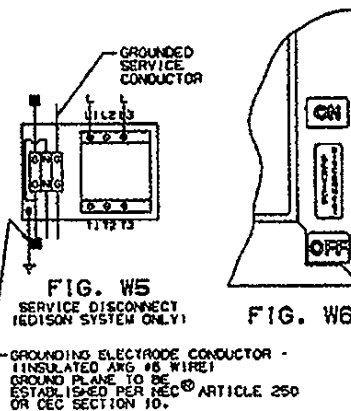 GROUNDED
SERVICE
CONDUCTOR
L L
L1 L2 L3
G N G
T1 T2 T3
ON
OFF
FIG. W5
SERVICE DISCONNECT
(EDISON SYSTEM ONLY)
FIG. W6
GROUNDING ELECTRODE CONDUCTOR -
(INSULATED AWG #6 WIRE)
GROUND PLANE TO BE
ESTABLISHED PER NEC® ARTICLE 250
OR CEC SECTION 10.